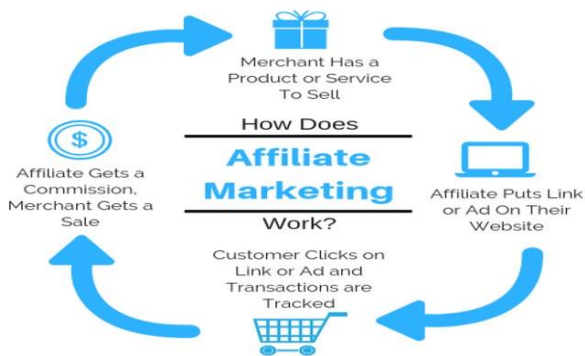 Merchant Has a
Product or Service
To Sell
How Does
Affiliate
Marketing
Work?
Affiliate Puts Link
or Ad On Their
Website
Customer Clicks on
Link or Ad and
Transactions are
Tracked
$
Affiliate Gets a
Commission,
Merchant Gets a
Sale